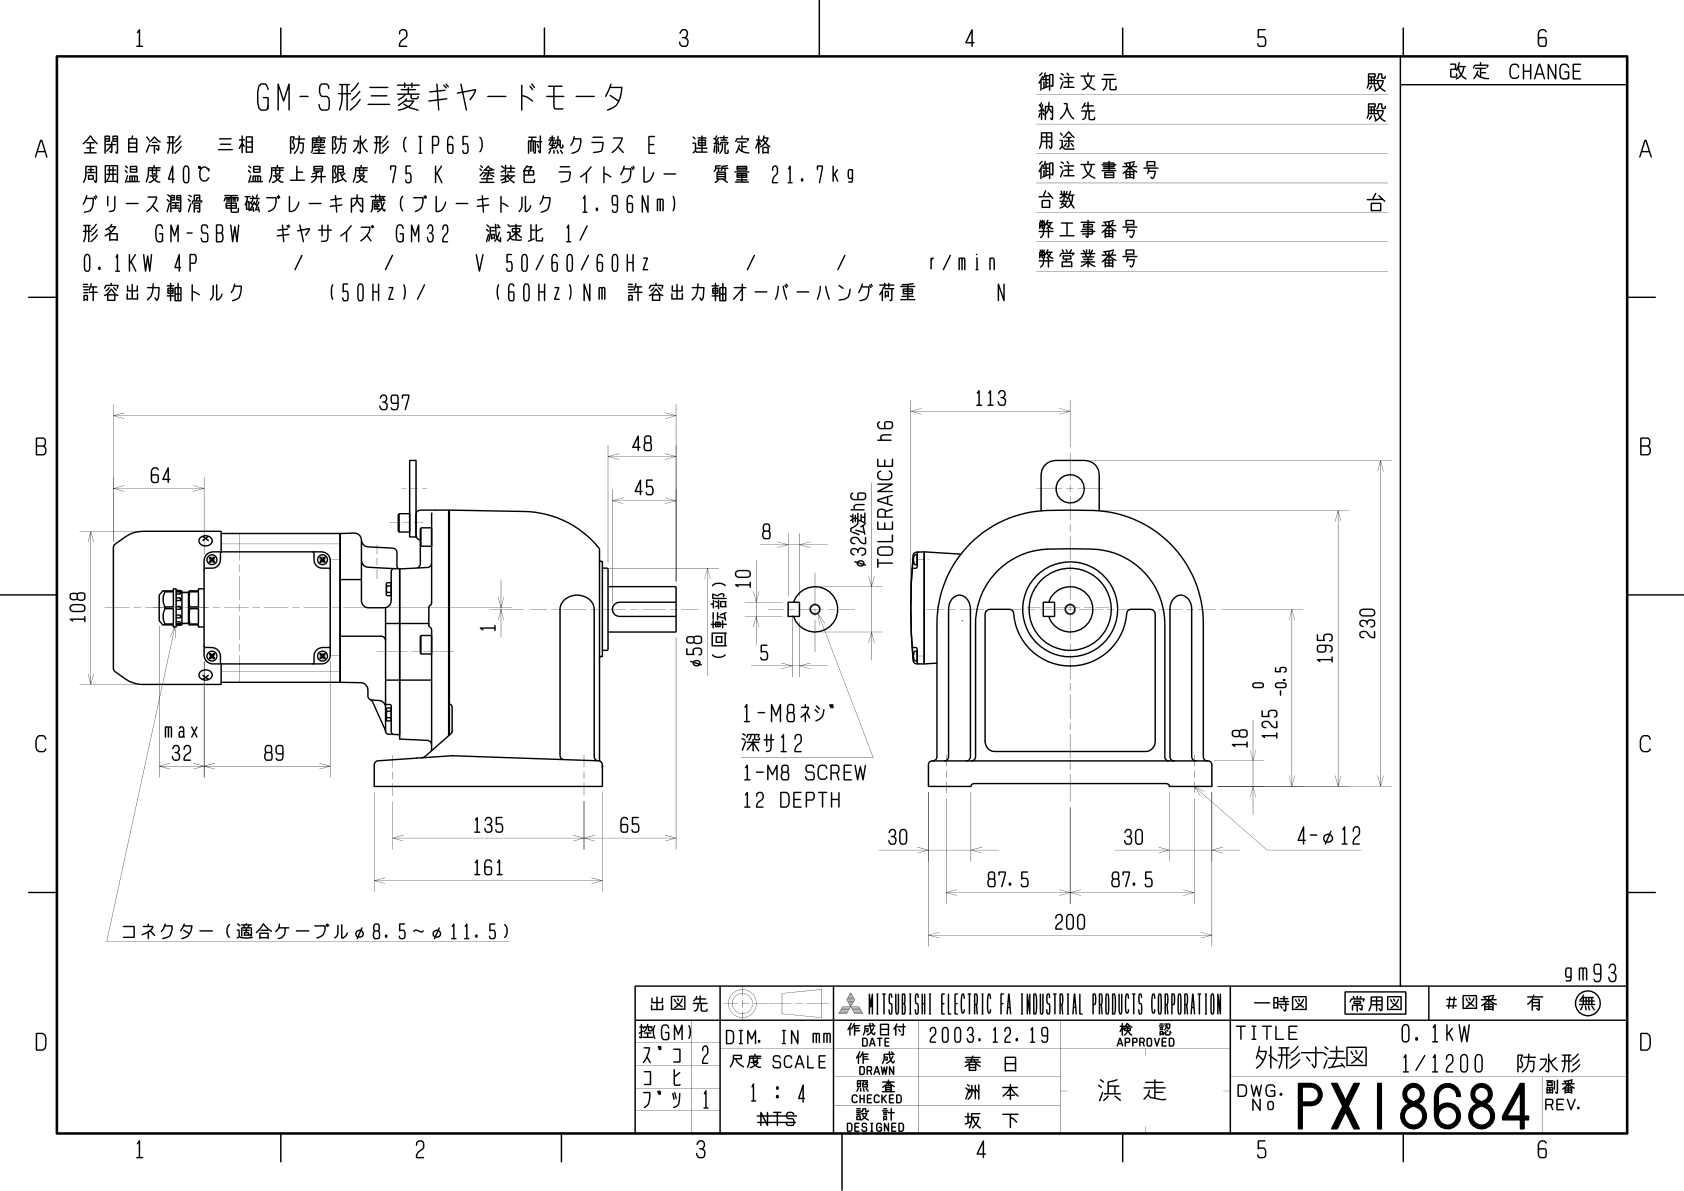 1 2 3 4 5 6
改定 CHANGE
GM-S形三菱ギヤードモータ
全閉自冷形 三相 防塵防水形(IP65) 耐熱クラス E 連続定格
周囲温度40℃ 温度上昇限度 75 K 塗装色 ライトグレー 質量 21.7kg
グリース潤滑 電磁ブレーキ内蔵(ブレーキトルク 1.96Nm)
形名 GM-SBW ギヤサイズ GM32 減速比 1/
0.1KW 4P / / V 50/60/60Hz / / r/min
許容出力軸トルク (50Hz)/ (60Hz)Nm 許容出力軸オーバーハング荷重 N
御注文元 殿
納入先 殿
用途
御注文書番号
台数 台
弊工事番号
弊営業番号
A A
B B
C C
D D
397
48
64
45
108
1
φ58
(回転部)
max
32
89
135
65
161
コネクター(適合ケーブルφ8.5~φ11.5)
8
10
5
φ32公差h6
TOLERANCE h6
1-M8ネジ
深サ12
1-M8 SCREW
12 DEPTH
113
230
195
0
125 -0.5
18
30
30
4-φ12
87.5
87.5
200
gm93
出図先
控(GM)
ズコ 2
コヒ
ブツ 1
DIM. IN mm
尺度 SCALE
1 : 4
NTS
MITSUBISHI ELECTRIC FA INDUSTRIAL PRODUCTS CORPORATION
作成日付 DATE 2003.12.19
作成 DRAWN 春日
照査 CHECKED 洲本
設計 DESIGNED 坂下
検認 APPROVED
浜走
一時図 常用図 #図番 有 無
TITLE 0.1kW
外形寸法図 1/1200 防水形
DWG. No PX18684
副番 REV.
1 2 3 4 5 6